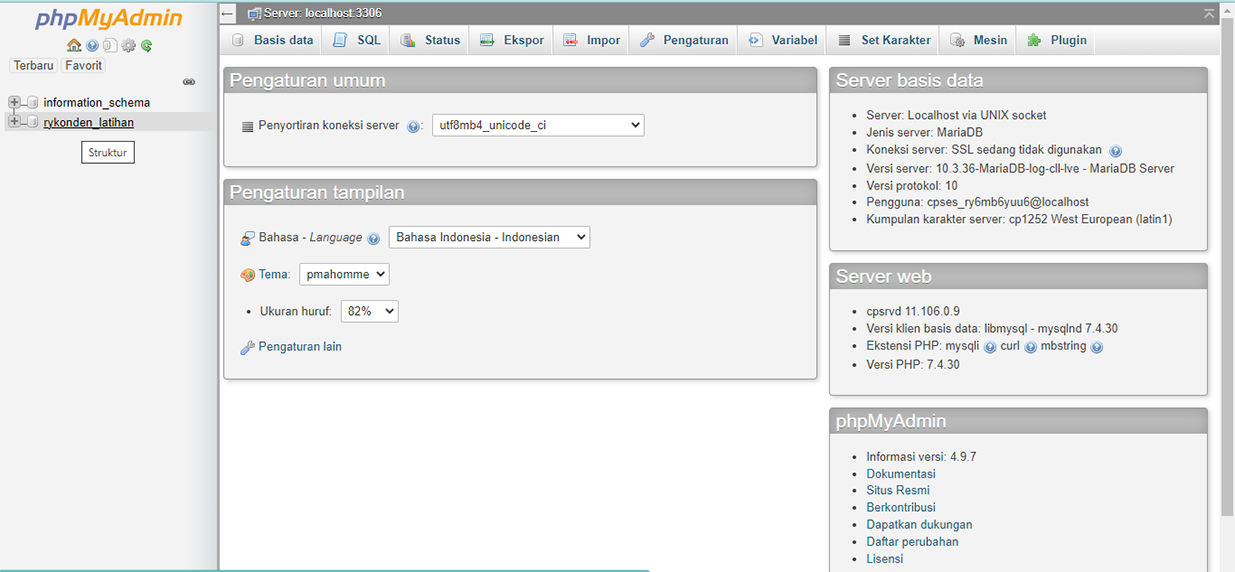 phpMyAdmin
Terbaru Favorit
information_schema
rykonden_latihan
Struktur
Server: localhost:3306
Basis data SQL Status Ekspor Impor Pengaturan Variabel Set Karakter Mesin Plugin
Pengaturan umum
Penyortiran koneksi server : utf8mb4_unicode_ci
Pengaturan tampilan
Bahasa - Language Bahasa Indonesia - Indonesian
Tema: pmahomme
Ukuran huruf: 82%
Pengaturan lain
Server basis data
Server: Localhost via UNIX socket
Jenis server: MariaDB
Koneksi server: SSL sedang tidak digunakan
Versi server: 10.3.36-MariaDB-log-cll-lve - MariaDB Server
Versi protokol: 10
Pengguna: cpses_ry6mb6yuu6@localhost
Kumpulan karakter server: cp1252 West European (latin1)
Server web
cpsrvd 11.106.0.9
Versi klien basis data: libmysql - mysqlnd 7.4.30
Ekstensi PHP: mysqli curl mbstring
Versi PHP: 7.4.30
phpMyAdmin
Informasi versi: 4.9.7
Dokumentasi
Situs Resmi
Berkontribusi
Dapatkan dukungan
Daftar perubahan
Lisensi